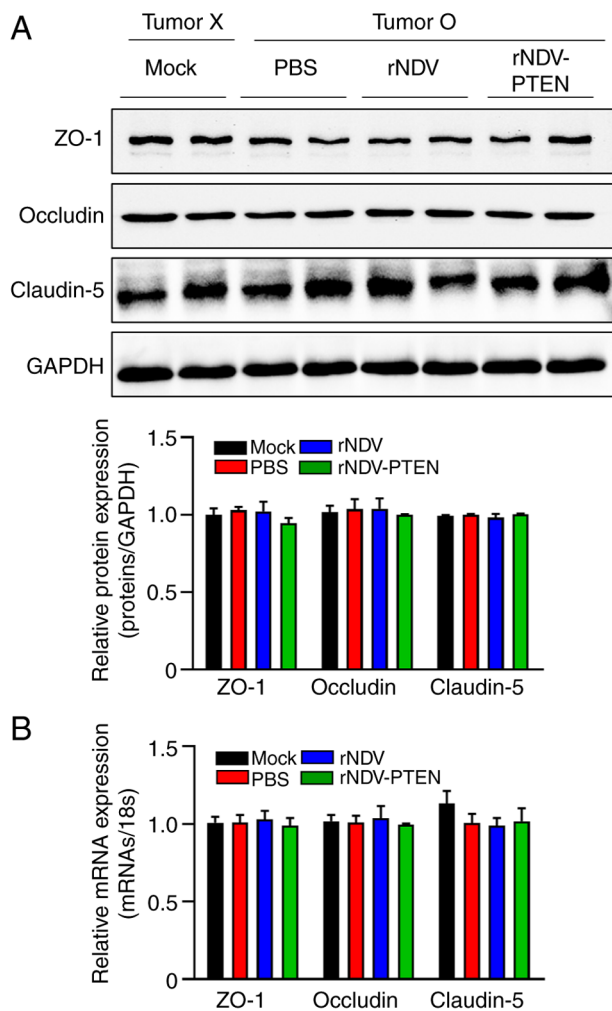 A
Tumor X Tumor O
Mock PBS rNDV rNDV-
PTEN
ZO-1
Occludin
Claudin-5
GAPDH
Relative protein expression
(proteins/GAPDH)
1.5
1.0
0.5
0
Mock rNDV
PBS rNDV-PTEN
ZO-1 Occludin Claudin-5
B
Relative mRNA expression
(mRNAs/18s)
1.5
1.0
0.5
0
Mock rNDV
PBS rNDV-PTEN
ZO-1 Occludin Claudin-5